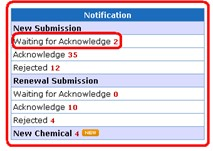 Notification
New Submission
Waiting for Acknowledge 2
Acknowledge 35
Rejected 12
Renewal Submission
Waiting for Acknowledge 0
Acknowledge 10
Rejected 4
New Chemical 4 NEW